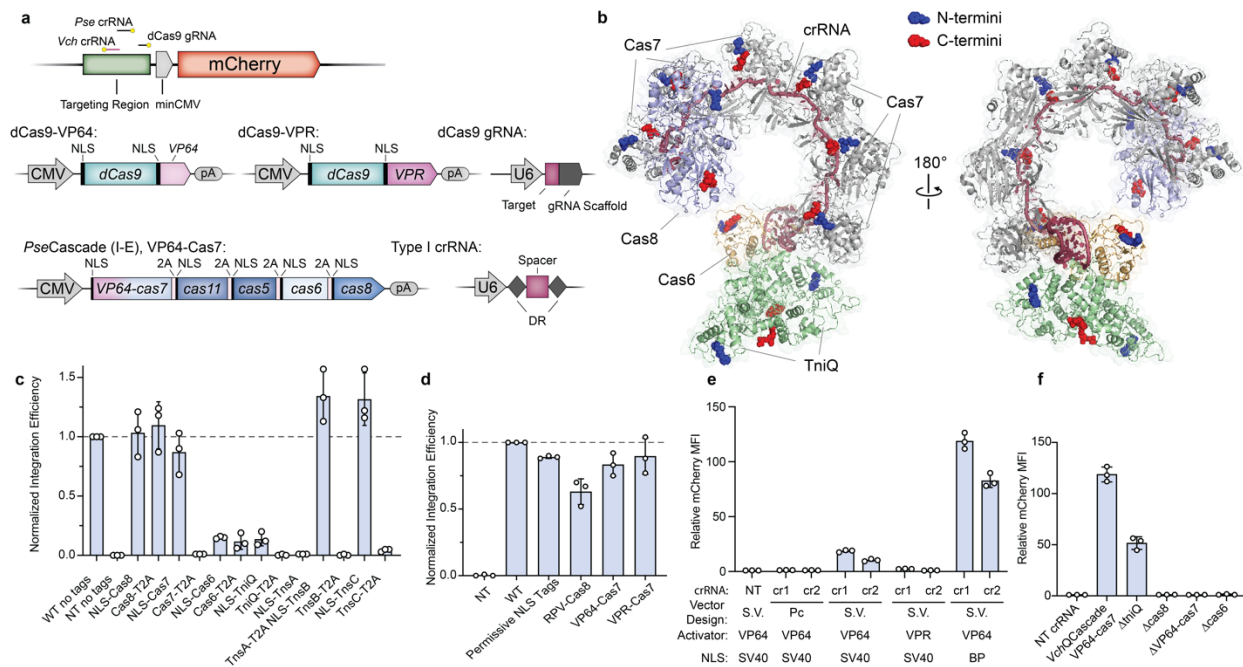 a
Pse crRNA
dCas9 gRNA
Vch crRNA
mCherry
Targeting Region
minCMV
dCas9-VP64:
dCas9-VPR:
dCas9 gRNA:
NLS NLS VP64
NLS NLS
CMV dCas9 pA
CMV dCas9 VPR pA
U6
Target gRNA Scaffold
PseCascade (I-E), VP64-Cas7:
Type I crRNA:
NLS 2A NLS 2A NLS 2A NLS 2A NLS
CMV VP64-cas7 cas11 cas5 cas6 cas8 pA
Spacer
U6
DR
b
N-termini
C-termini
Cas7
crRNA
Cas7
180°
Cas8
Cas6
TniQ
c
Normalized Integration Efficiency
1.5
1.0
0.5
0.0
WT no tags
NT no tags
NLS-Cas8
Cas8-T2A
NLS-Cas7
Cas7-T2A
NLS-Cas6
Cas6-T2A
NLS-TniQ
TniQ-T2A
NLS-TnsA
TnsA-T2A NLS-TnsB
TnsB-T2A
NLS-TnsC
TnsC-T2A
d
Normalized Integration Efficiency
1.0
0.75
0.5
0.25
0.0
NT
WT
Permissive NLS Tags
RPV-Cas8
VP64-Cas7
VPR-Cas7
e
Relative mCherry MFI
150
100
50
0
crRNA: NT cr1 cr2 cr1 cr2 cr1 cr2 cr1 cr2
Vector Design: S.V. Pc S.V. S.V. S.V.
Activator: VP64 VP64 VP64 VPR VP64
NLS: SV40 SV40 SV40 SV40 BP
f
Relative mCherry MFI
150
100
50
0
NT crRNA
VchQCascade VP64-cas7
ΔtniQ
Δcas8
ΔVP64-cas7
Δcas6